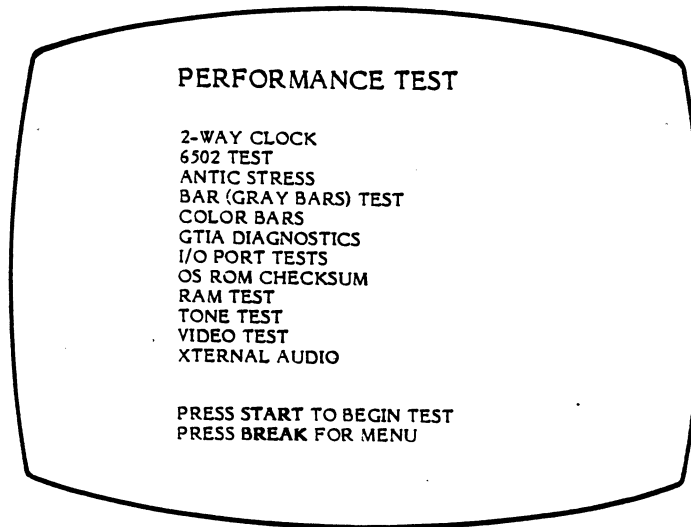 PERFORMANCE TEST
2-WAY CLOCK
6502 TEST
ANTIC STRESS
BAR (GRAY BARS) TEST
COLOR BARS
GTIA DIAGNOSTICS
I/O PORT TESTS
OS ROM CHECKSUM
RAM TEST
TONE TEST
VIDEO TEST
XTERNAL AUDIO
PRESS START TO BEGIN TEST
PRESS BREAK FOR MENU